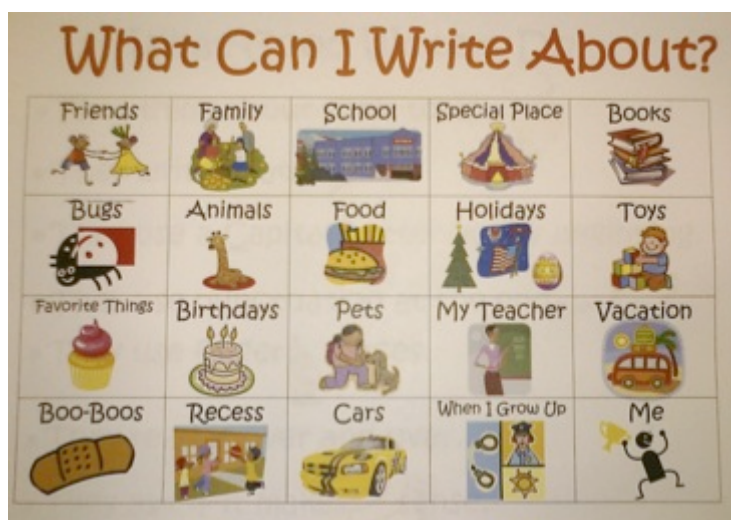 What Can I Write About?
Friends Family School Special Place Books
Bugs Animals Food Holidays Toys
Favorite Things Birthdays Pets My Teacher Vacation
Boo-Boos Recess Cars When I Grow Up Me